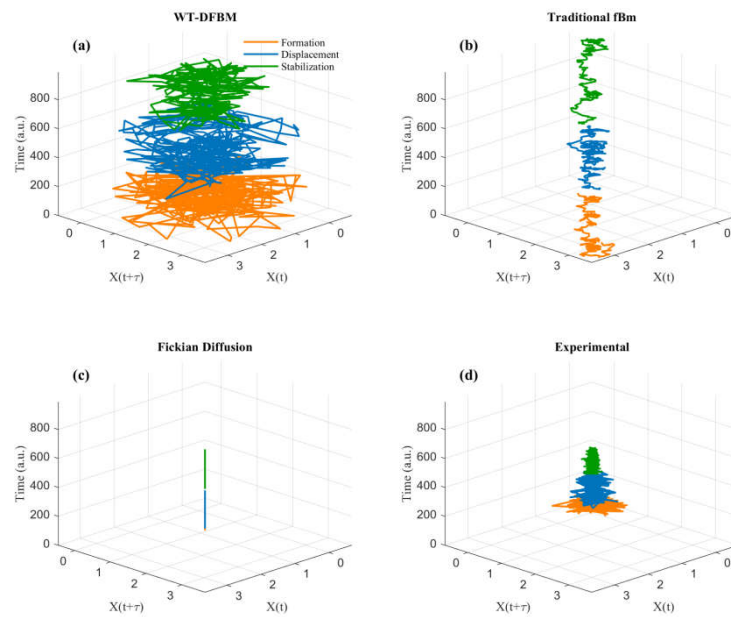 WT-DFBM
(a)
Formation
Displacement
Stabilization
800
600
400
200
0
Time (a.u.)
0
1
2
3
X(t+τ)
3
2
1
0
X(t)
Traditional fBm
(b)
800
600
400
200
0
Time (a.u.)
0
1
2
3
X(t+τ)
3
2
1
0
X(t)
Fickian Diffusion
(c)
800
600
400
200
0
Time (a.u.)
0
1
2
3
X(t+τ)
3
2
1
0
X(t)
Experimental
(d)
800
600
400
200
0
Time (a.u.)
0
1
2
3
X(t+τ)
3
2
1
0
X(t)